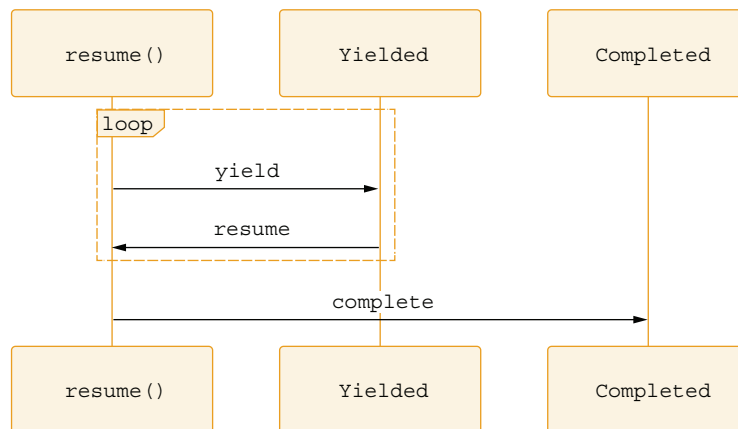 resume() Yielded Completed
loop
yield
resume
complete
resume() Yielded Completed